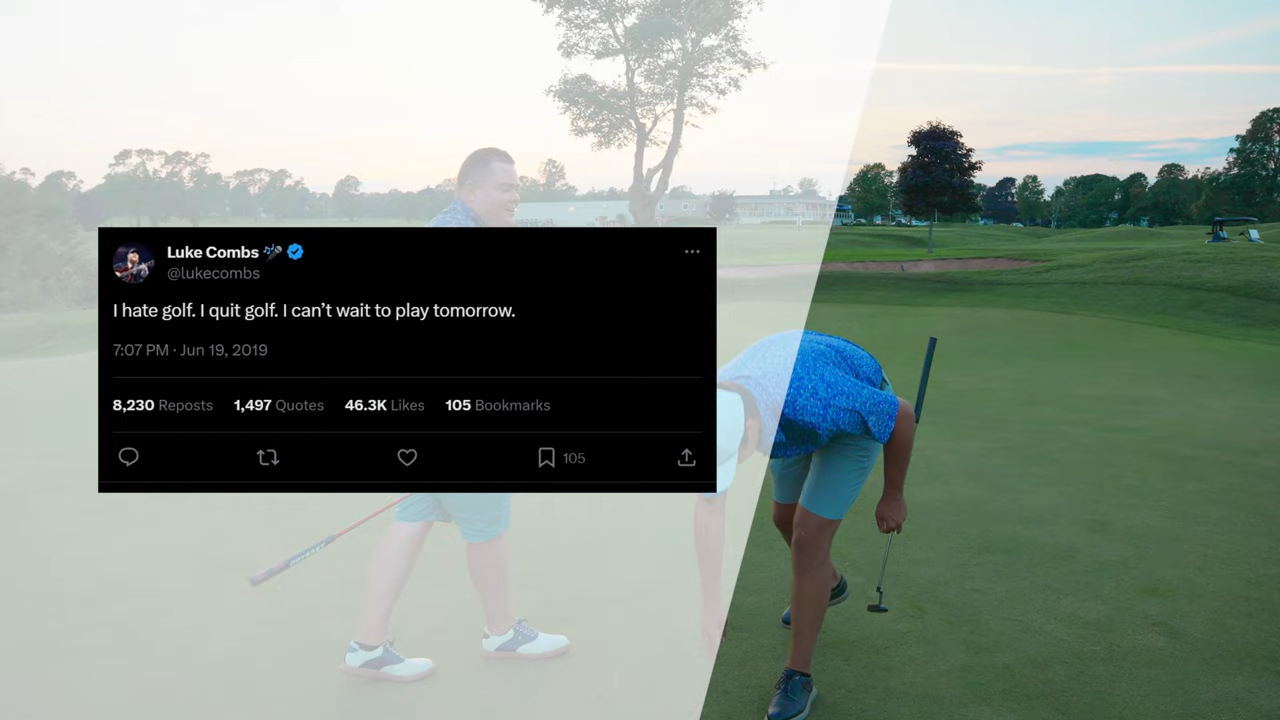 Luke Combs 🎶🎤
@lukecombs
I hate golf. I quit golf. I can’t wait to play tomorrow.
7:07 PM · Jun 19, 2019
8,230 Reposts 1,497 Quotes 46.3K Likes 105 Bookmarks
105